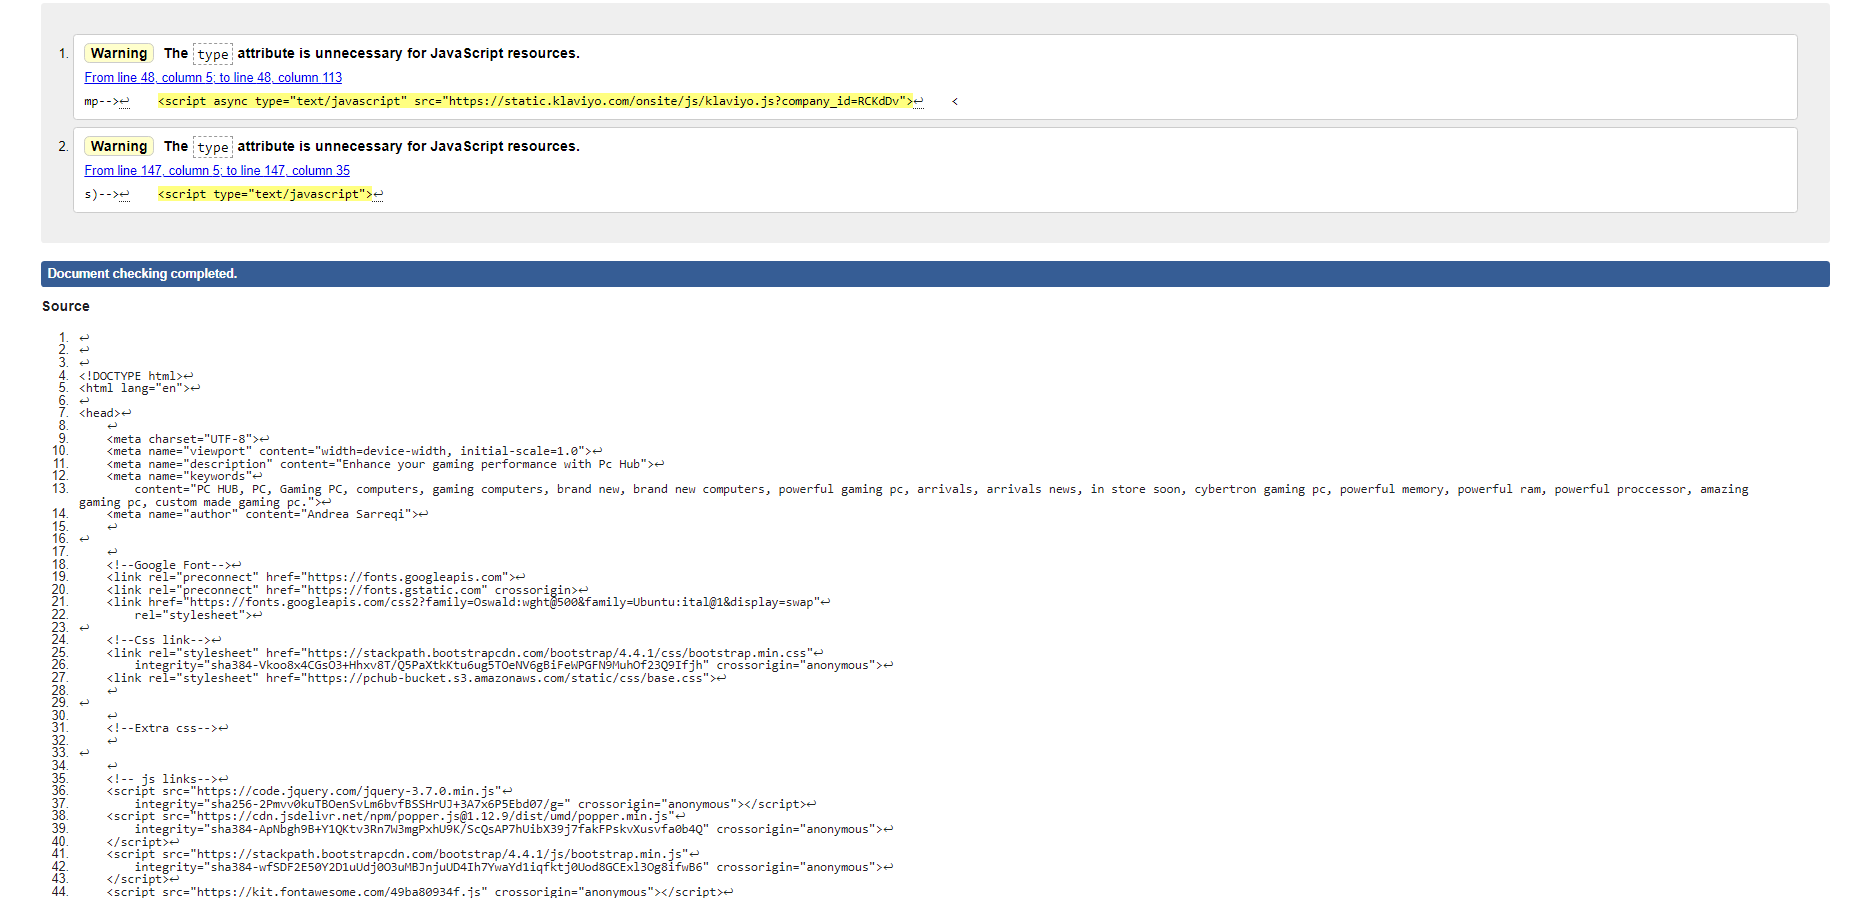 1. Warning The type attribute is unnecessary for JavaScript resources.
From line 48, column 5; to line 48, column 113
mp-->↩    <script async type="text/javascript" src="https://static.klaviyo.com/onsite/js/klaviyo.js?company_id=RCKdDv">↩    <
2. Warning The type attribute is unnecessary for JavaScript resources.
From line 147, column 5; to line 147, column 35
s)-->↩    <script type="text/javascript">↩
Document checking completed.
Source
1. ↩
2. ↩
3. ↩
4. <!DOCTYPE html>↩
5. <html lang="en">↩
6. ↩
7. <head>↩
8.     ↩
9.     <meta charset="UTF-8">↩
10.     <meta name="viewport" content="width=device-width, initial-scale=1.0">↩
11.     <meta name="description" content="Enhance your gaming performance with Pc Hub">↩
12.     <meta name="keywords"↩
13.         content="PC HUB, PC, Gaming PC, computers, gaming computers, brand new, brand new computers, powerful gaming pc, arrivals, arrivals news, in store soon, cybertron gaming pc, powerful memory, powerful ram, powerful proccessor, amazing
gaming pc, custom made gaming pc.">↩
14.     <meta name="author" content="Andrea Sarreqi">↩
15.     ↩
16. ↩
17.     ↩
18.     <!--Google Font-->↩
19.     <link rel="preconnect" href="https://fonts.googleapis.com">↩
20.     <link rel="preconnect" href="https://fonts.gstatic.com" crossorigin>↩
21.     <link href="https://fonts.googleapis.com/css2?family=Oswald:wght@500&family=Ubuntu:ital@1&display=swap"↩
22.         rel="stylesheet">↩
23. ↩
24.     <!--Css link-->↩
25.     <link rel="stylesheet" href="https://stackpath.bootstrapcdn.com/bootstrap/4.4.1/css/bootstrap.min.css"↩
26.         integrity="sha384-Vkoo8x4CGsO3+Hhxv8T/Q5PaXtkKtu6ug5TOeNV6gBiFeWPGFN9MuhOf23Q9Ifjh" crossorigin="anonymous">↩
27.     <link rel="stylesheet" href="https://pchub-bucket.s3.amazonaws.com/static/css/base.css">↩
28.     ↩
29. ↩
30.     ↩
31.     <!--Extra css-->↩
32.     ↩
33. ↩
34.     ↩
35.     <!-- js links-->↩
36.     <script src="https://code.jquery.com/jquery-3.7.0.min.js"↩
37.         integrity="sha256-2Pmvv0kuTBOenSvLm6bvfBSSHrUJ+3A7x6P5Ebd07/g=" crossorigin="anonymous"></script>↩
38.     <script src="https://cdn.jsdelivr.net/npm/popper.js@1.12.9/dist/umd/popper.min.js"↩
39.         integrity="sha384-ApNbgh9B+Y1QKtv3Rn7W3mgPxhU9K/ScQsAP7hUibX39j7fakFPskvXusvfa0b4Q" crossorigin="anonymous">↩
40.     </script>↩
41.     <script src="https://stackpath.bootstrapcdn.com/bootstrap/4.4.1/js/bootstrap.min.js"↩
42.         integrity="sha384-wfSDF2E50Y2D1uUdj0O3uMBJnjuUD4Ih7YwaYd1iqfktj0Uod8GCExl3Og8ifwB6" crossorigin="anonymous">↩
43.     </script>↩
44.     <script src="https://kit.fontawesome.com/49ba80934f.js" crossorigin="anonymous"></script>↩